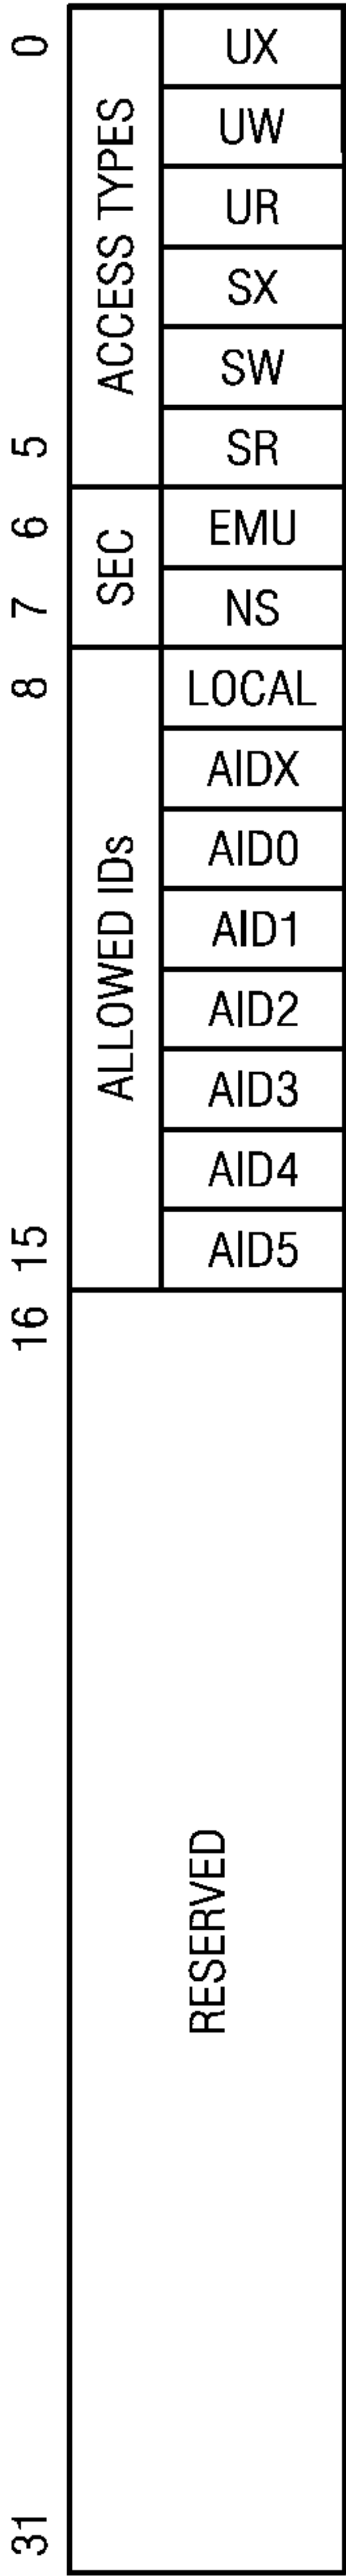 0
ACCESS TYPES
UX
UW
UR
SX
SW
SR
5
6
SEC
EMU
7
NS
8
ALLOWED IDs
LOCAL
AIDX
AID0
AID1
AID2
AID3
AID4
AID5
15
16
RESERVED
31